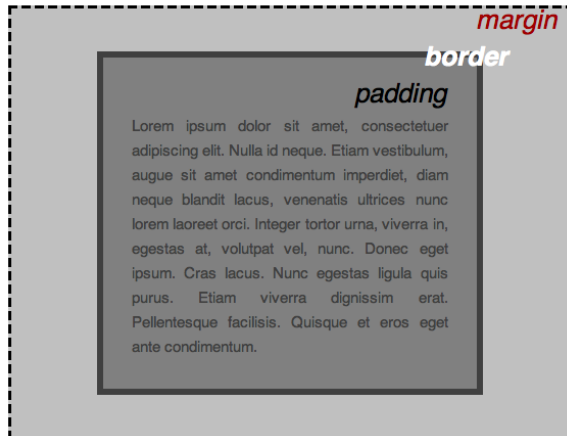 margin
border
padding
Lorem ipsum dolor sit amet, consectetuer
adipiscing elit. Nulla id neque. Etiam vestibulum,
augue sit amet condimentum imperdiet, diam
neque blandit lacus, venenatis ultrices nunc
lorem laoreet orci. Integer tortor urna, viverra in,
egestas at, volutpat vel, nunc. Donec eget
ipsum. Cras lacus. Nunc egestas ligula quis
purus. Etiam viverra dignissim erat.
Pellentesque facilisis. Quisque et eros eget
ante condimentum.